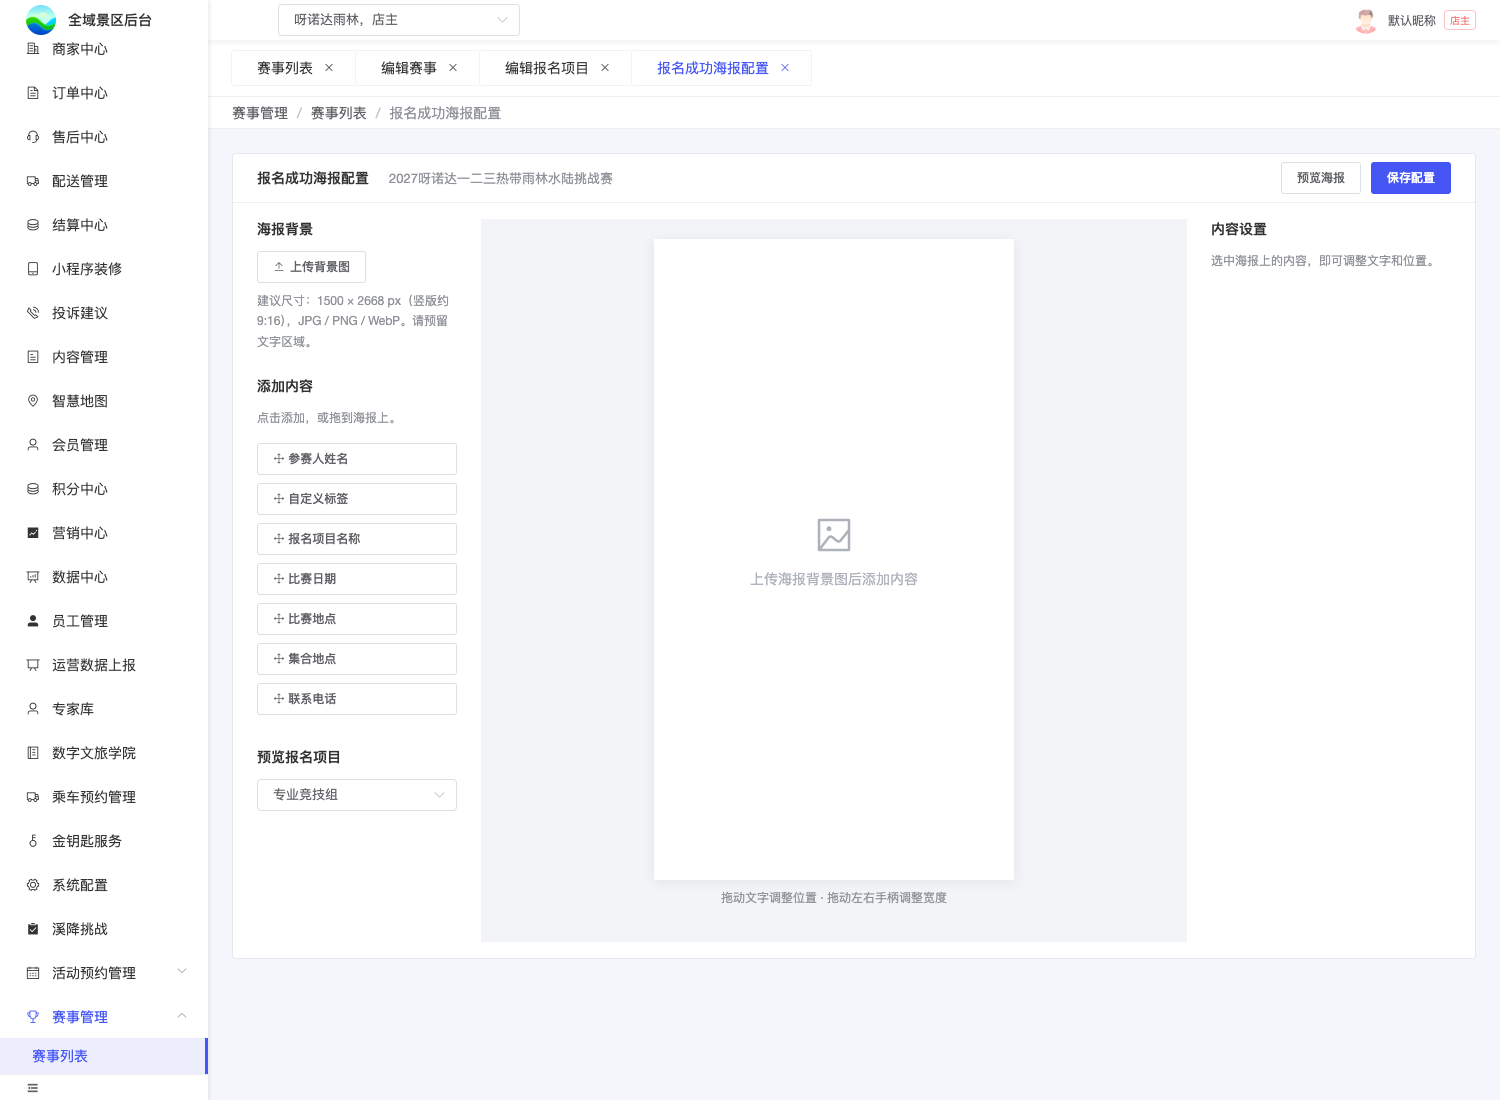 全域景区后台
商家中心
订单中心
售后中心
配送管理
结算中心
小程序装修
投诉建议
内容管理
智慧地图
会员管理
积分中心
营销中心
数据中心
员工管理
运营数据上报
专家库
数字文旅学院
乘车预约管理
金钥匙服务
系统配置
溪降挑战
活动预约管理
赛事管理
赛事列表
呀诺达雨林，店主
默认昵称 店主
赛事列表 编辑赛事 编辑报名项目 报名成功海报配置
赛事管理 / 赛事列表 / 报名成功海报配置
报名成功海报配置 2027呀诺达一二三热带雨林水陆挑战赛
预览海报 保存配置
海报背景
上传背景图
建议尺寸：1500 × 2668 px（竖版约
9:16），JPG / PNG / WebP。请预留
文字区域。
添加内容
点击添加，或拖到海报上。
参赛人姓名
自定义标签
报名项目名称
比赛日期
比赛地点
集合地点
联系电话
预览报名项目
专业竞技组
上传海报背景图后添加内容
拖动文字调整位置 · 拖动左右手柄调整宽度
内容设置
选中海报上的内容，即可调整文字和位置。